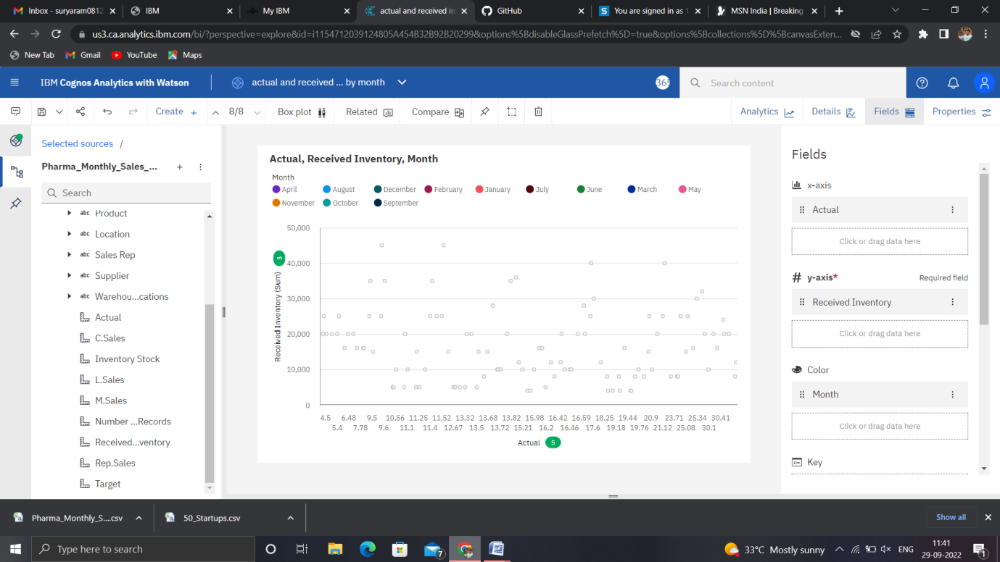 Inbox - suryaram0812
IBM
My IBM
actual and received in
GitHub
You are signed in as 1
MSN India | Breaking
us3.ca.analytics.ibm.com/bi/?perspective=explore&id=i1154712039124805A454B32B92B20299&options%5BdisableGlassPrefetch%5D=true&options%5Bcollections%5D%5BcanvasExten...
New Tab
Gmail
YouTube
Maps
IBM Cognos Analytics with Watson
actual and received ... by month
365
Search content
Create +
8/8
Box plot
Related
Compare
Analytics
Details
Fields
Properties
Selected sources /
Pharma_Monthly_Sales_...
Search
abc Product
abc Location
abc Sales Rep
abc Supplier
abc Warehou...cations
Actual
C.Sales
Inventory Stock
L.Sales
M.Sales
Number ...Records
Received...ventory
Rep.Sales
Target
Actual, Received Inventory, Month
Month
April August December February January July June March May
November October September
50,000
40,000
30,000
20,000
10,000
0
Received Inventory (Sum)
3
4.5 6.48 9.5 10.56 11.25 11.52 13.32 13.68 13.82 15.98 16.42 16.59 18.25 19.44 20.9 23.71 25.34 30.41
5.4 7.78 9.6 11.1 11.4 12.67 13.5 13.72 15.21 16.2 16.46 17.6 19.18 19.76 21.12 25.08 30.1
Actual 5
Fields
x-axis
Actual
Click or drag data here
# y-axis* Required field
Received Inventory
Click or drag data here
Color
Month
Click or drag data here
Key
Pharma_Monthly_S....csv
50_Startups.csv
Show all
Type here to search
7
33°C Mostly sunny
ENG
11:41
29-09-2022
1